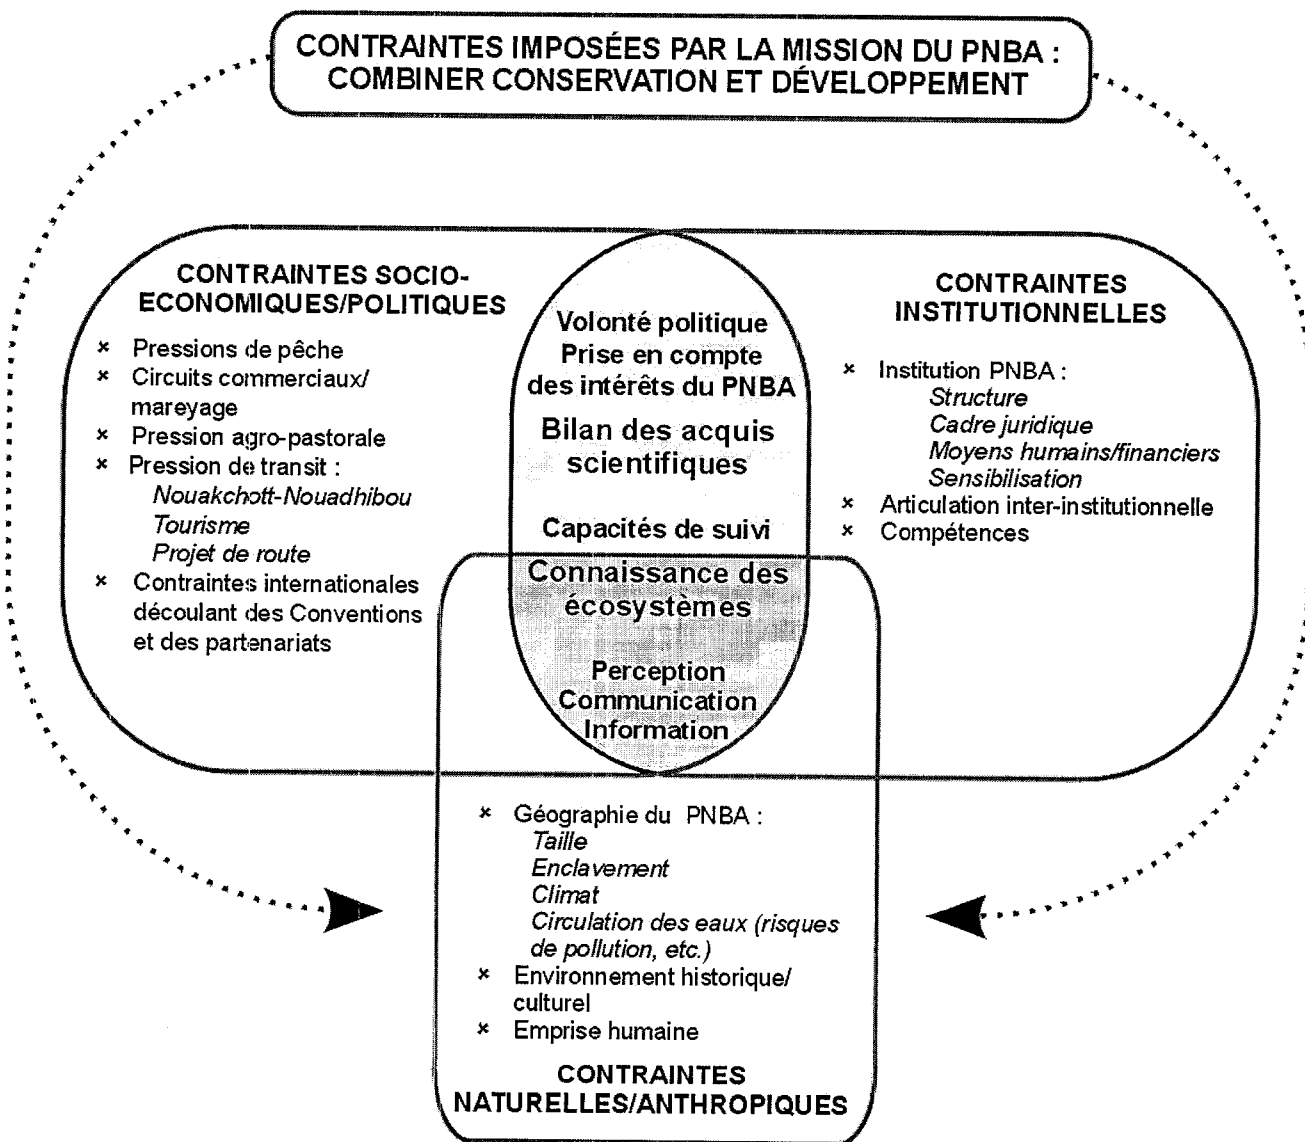 CONTRAINTES IMPOSÉES PAR LA MISSION DU PNBA :
COMBINER CONSERVATION ET DÉVELOPPEMENT
CONTRAINTES SOCIO-
ECONOMIQUES/POLITIQUES
× Pressions de pêche
× Circuits commerciaux/
mareyage
× Pression agro-pastorale
× Pression de transit :
Nouakchott-Nouadhibou
Tourisme
Projet de route
× Contraintes internationales
découlant des Conventions
et des partenariats
Volonté politique
Prise en compte
des intérêts du PNBA
Bilan des acquis
scientifiques
Capacités de suivi
Connaissance des
écosystèmes
Perception
Communication
Information
CONTRAINTES
INSTITUTIONNELLES
× Institution PNBA :
Structure
Cadre juridique
Moyens humains/financiers
Sensibilisation
× Articulation inter-institutionnelle
× Compétences
× Géographie du PNBA :
Taille
Enclavement
Climat
Circulation des eaux (risques
de pollution, etc.)
× Environnement historique/
culturel
× Emprise humaine
CONTRAINTES
NATURELLES/ANTHROPIQUES